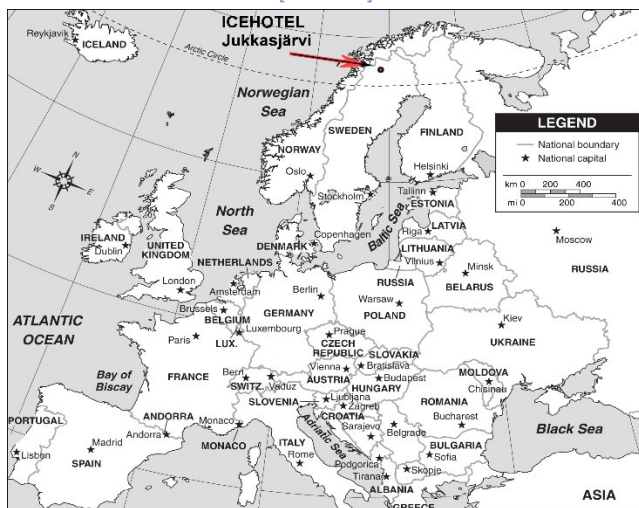 ICEHOTEL
Jukkasjärvi
Reykjavik
ICELAND
Arctic Circle
Norwegian
Sea
SWEDEN
FINLAND
NORWAY
Oslo
Helsinki
Stockholm
Tallinn
ESTONIA
LEGEND
National boundary
National capital
km 0 200 400
mi 0 200 400
N
E
S
W
North
Sea
Baltic Sea
Riga
LATVIA
Moscow
IRELAND
Dublin
UNITED
KINGDOM
DENMARK
Copenhagen
LITHUANIA
Vilnius
Minsk
RUSSIA
RUSSIA
BELARUS
NETHERLANDS
London
Amsterdam
Berlin
Warsaw
POLAND
GERMANY
Brussels
BELGIUM
Kiev
UKRAINE
ATLANTIC
OCEAN
Paris
LUX.
Luxembourg
Prague
CZECH
REPUBLIC
SLOVAKIA
Bratislava
Vienna
AUSTRIA
Budapest
HUNGARY
MOLDOVA
Chisinau
Bay of
Biscay
FRANCE
Bern
SWITZ.
Vaduz
SLOVENIA
Ljubljana
Zagreb
CROATIA
ROMANIA
Bucharest
Belgrade
Sarajevo
PORTUGAL
ANDORRA
Andorra
Monaco
MONACO
ITALY
Rome
Adriatic Sea
BULGARIA
Sofia
Black Sea
Lisbon
Madrid
SPAIN
Podgorica
Skopje
Tirana
ALBANIA
GREECE
ASIA